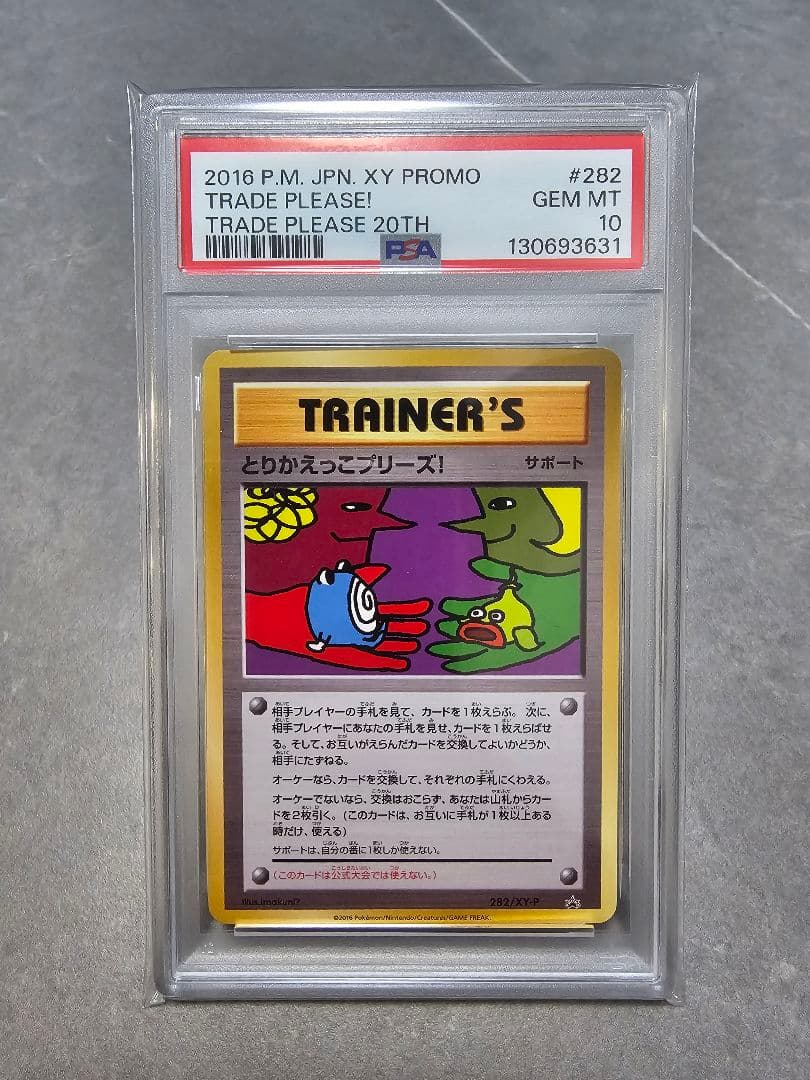 2016 P.M. JPN. XY PROMO #282
TRADE PLEASE! GEM MT
TRADE PLEASE 20TH 10
PSA 130693631
TRAINER'S
とりかえっこプリーズ! サポート
相手プレイヤーの手札を見て、カードを1枚えらぶ。次に、
相手プレイヤーにあなたの手札を見せ、カードを1枚えらばせ
る。そして、お互いがえらんだカードを交換してよいかどうか、
相手にたずねる。
オーケーなら、カードを交換して、それぞれの手札にくわえる。
オーケーでないなら、交換はおこらず、あなたは山札からカー
ドを2枚引く。(このカードは、お互いに手札が1枚以上ある
時だけ、使える)
サポートは、自分の番に1枚しか使えない。
(このカードは公式大会では使えない。)
illus.imakuni? 282/XY-P
©2016 Pokémon/Nintendo/Creatures/GAME FREAK.